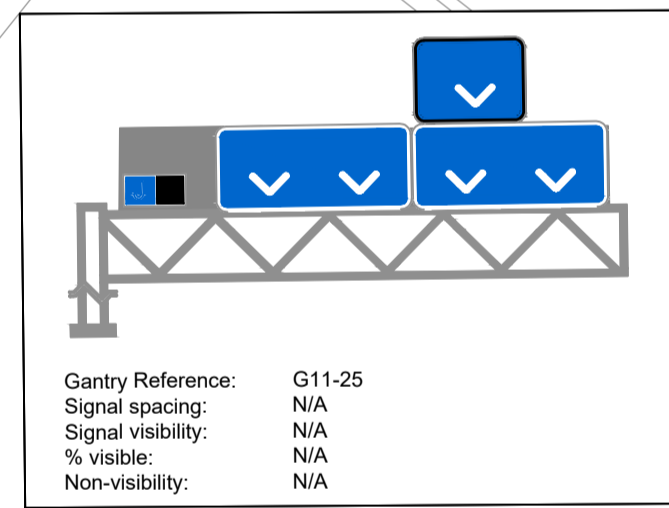 Gantry Reference: G11-25
Signal spacing: N/A
Signal visibility: N/A
% visible: N/A
Non-visibility: N/A